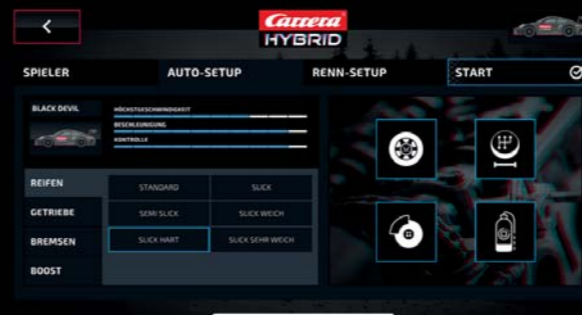 Carrera
HYBRID
SPIELER AUTO-SETUP RENN-SETUP START
BLACK DEVIL
HÖCHSTGESCHWINDIGKEIT
BESCHLEUNIGUNG
KONTROLLE
REIFEN
GETRIEBE
BREMSEN
BOOST
STANDARD SLICK
SEMI SLICK SLICK WEICH
SLICK HART SLICK SEHR WEICH